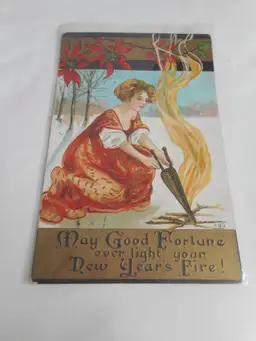 May Good Fortune
ever light your
New Year's Fire!